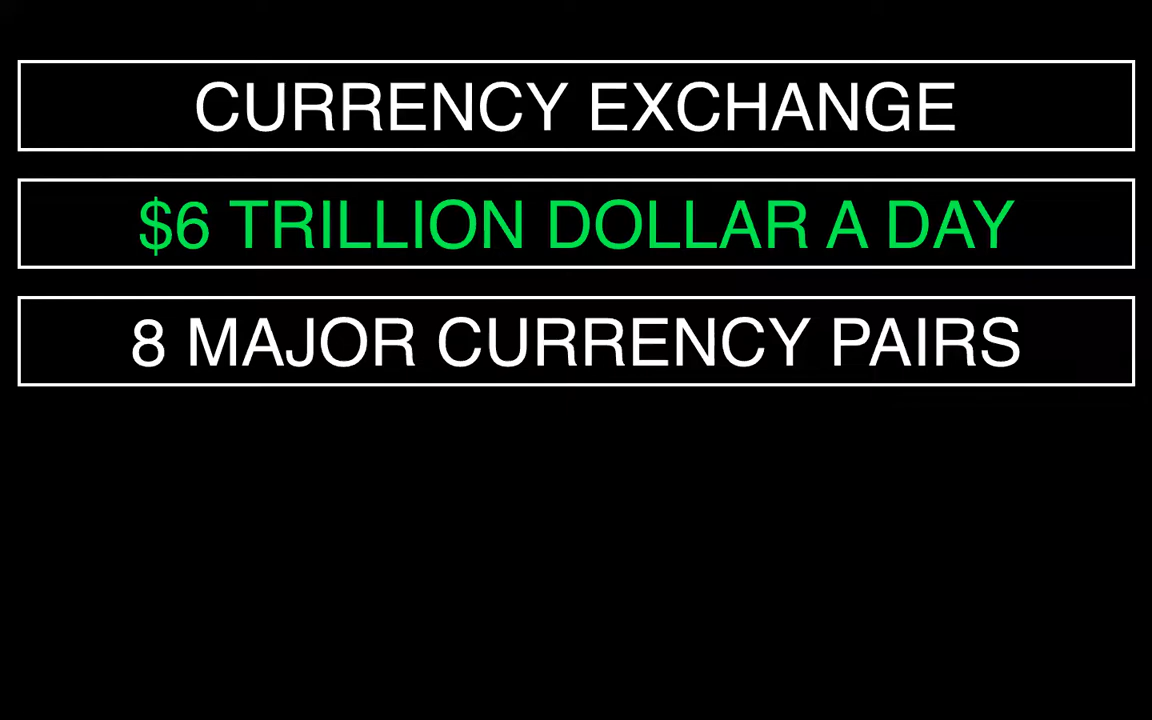 CURRENCY EXCHANGE
$6 TRILLION DOLLAR A DAY
8 MAJOR CURRENCY PAIRS